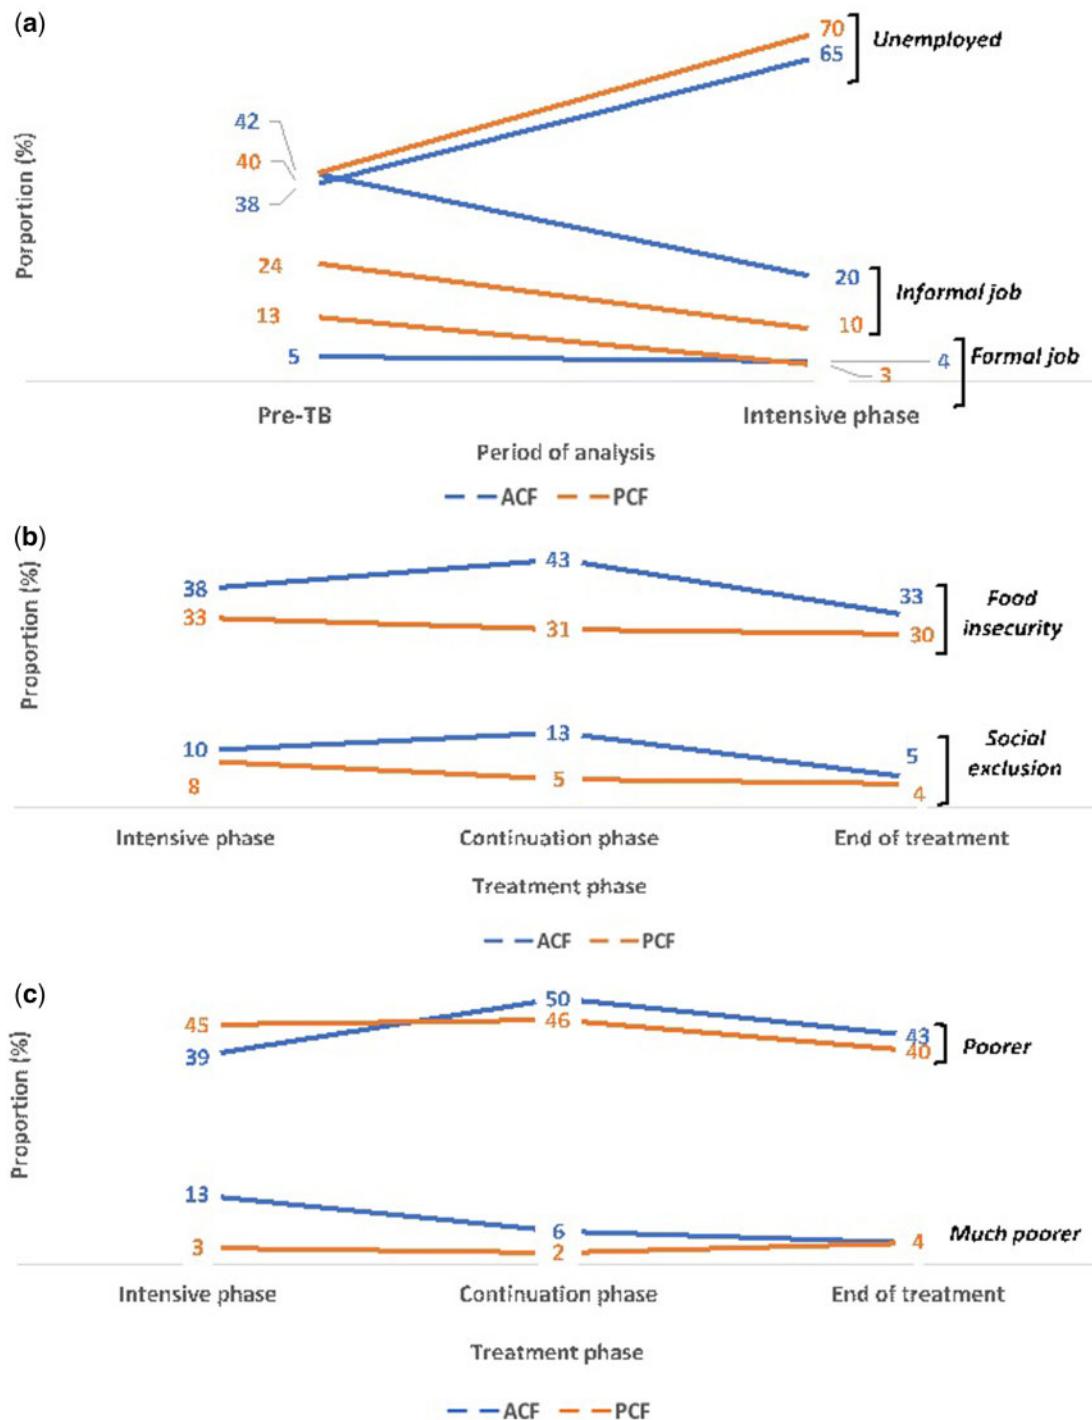 (a)
70
Unemployed
65
42
40
38
24
20
Informal job
13
10
5
4
Formal job
3
Porportion (%)
Pre-TB
Intensive phase
Period of analysis
ACF
PCF
(b)
43
38
33
33
Food
insecurity
31
30
13
10
5
Social
exclusion
8
5
4
Proportion (%)
Intensive phase
Continuation phase
End of treatment
Treatment phase
ACF
PCF
(c)
50
45
46
43
39
40
Poorer
13
6
Much poorer
3
2
4
Proportion (%)
Intensive phase
Continuation phase
End of treatment
Treatment phase
ACF
PCF